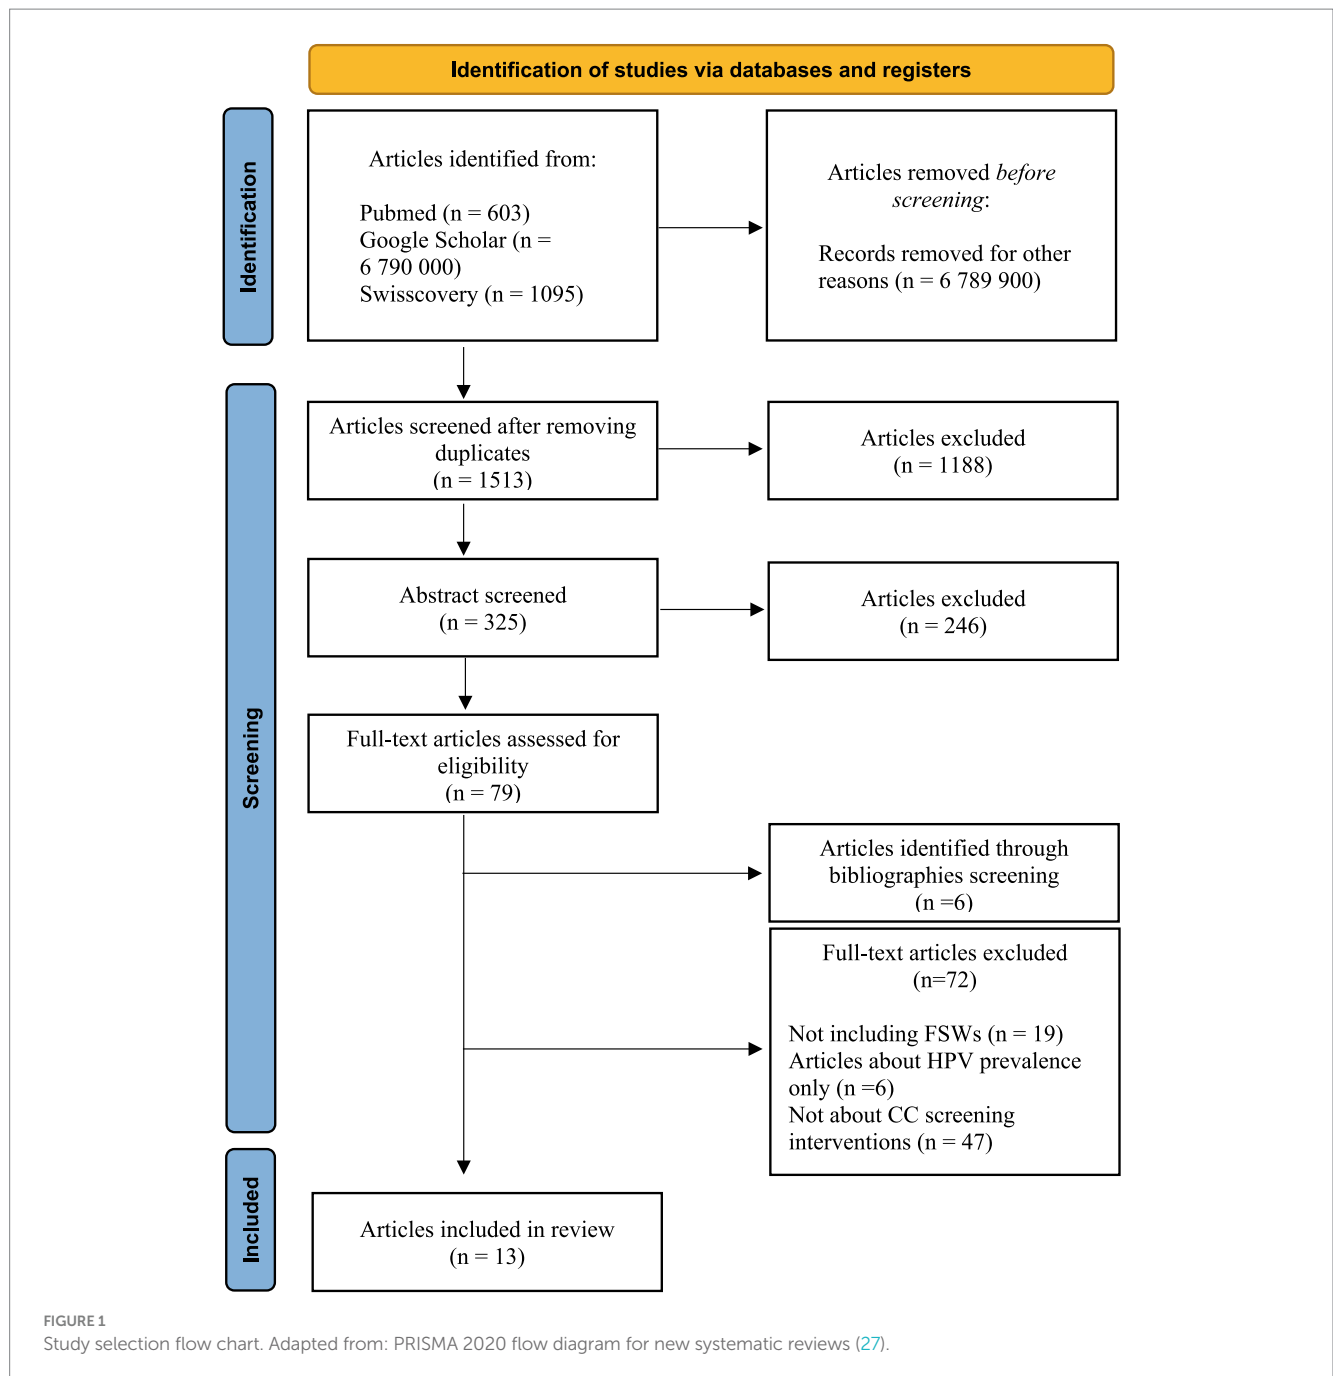 Identification of studies via databases and registers
Identification
Articles identified from:
Pubmed (n = 603)
Google Scholar (n =
6 790 000)
Swisscovery (n = 1095)
Articles removed before
screening:
Records removed for other
reasons (n = 6 789 900)
Screening
Articles screened after removing
duplicates
(n = 1513)
Articles excluded
(n = 1188)
Abstract screened
(n = 325)
Articles excluded
(n = 246)
Full-text articles assessed for
eligibility
(n = 79)
Articles identified through
bibliographies screening
(n =6)
Full-text articles excluded
(n=72)
Not including FSWs (n = 19)
Articles about HPV prevalence
only (n =6)
Not about CC screening
interventions (n = 47)
Included
Articles included in review
(n = 13)
FIGURE 1
Study selection flow chart. Adapted from: PRISMA 2020 flow diagram for new systematic reviews (27).